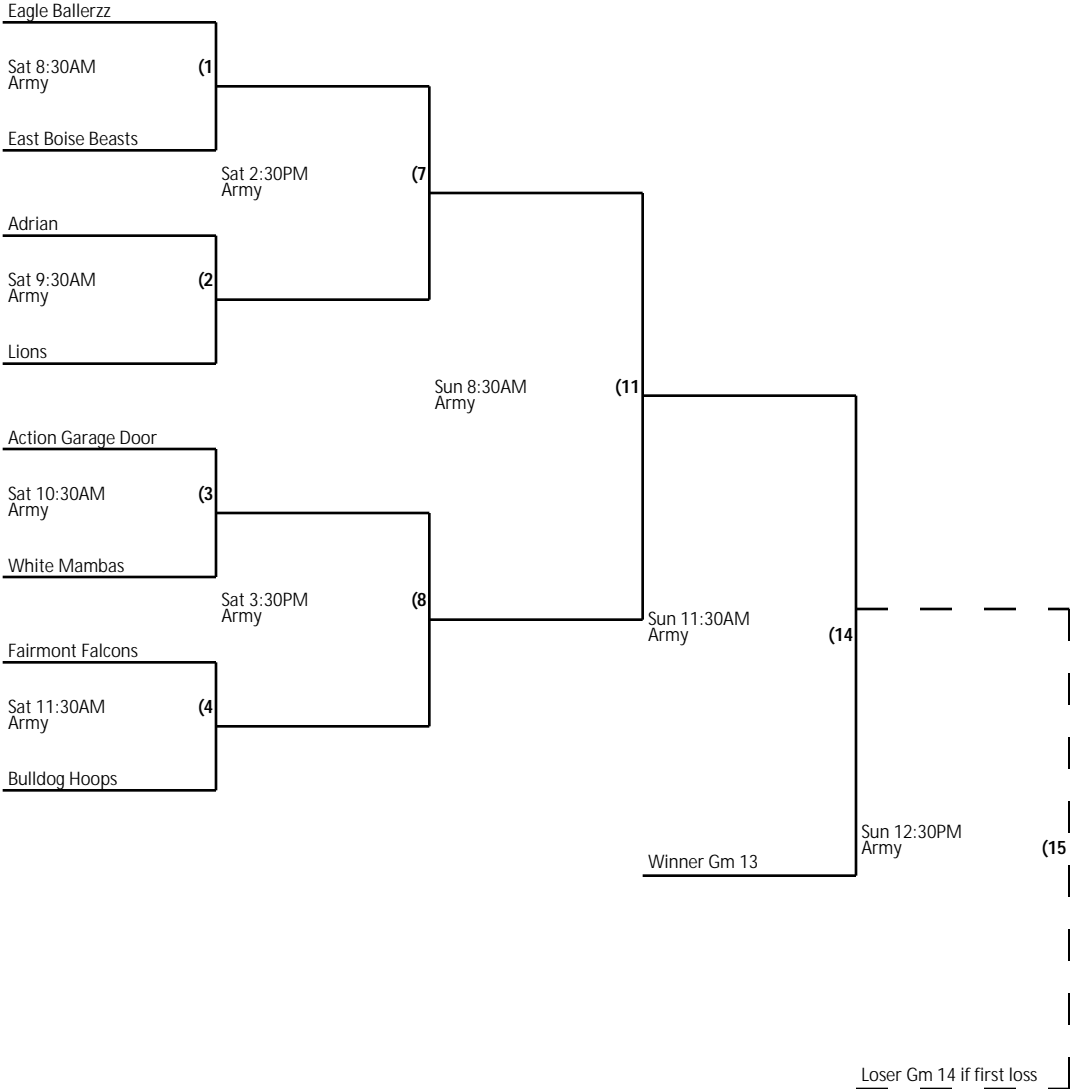 Eagle Ballerzz
Sat 8:30AM (1
Army
East Boise Beasts
Sat 2:30PM (7
Army
Adrian
Sat 9:30AM (2
Army
Lions
Sun 8:30AM (11
Army
Action Garage Door
Sat 10:30AM (3
Army
White Mambas
Sat 3:30PM (8
Army
Sun 11:30AM (14
Army
Fairmont Falcons
Sat 11:30AM (4
Army
Bulldog Hoops
Sun 12:30PM (15
Army
Winner Gm 13
Loser Gm 14 if first loss